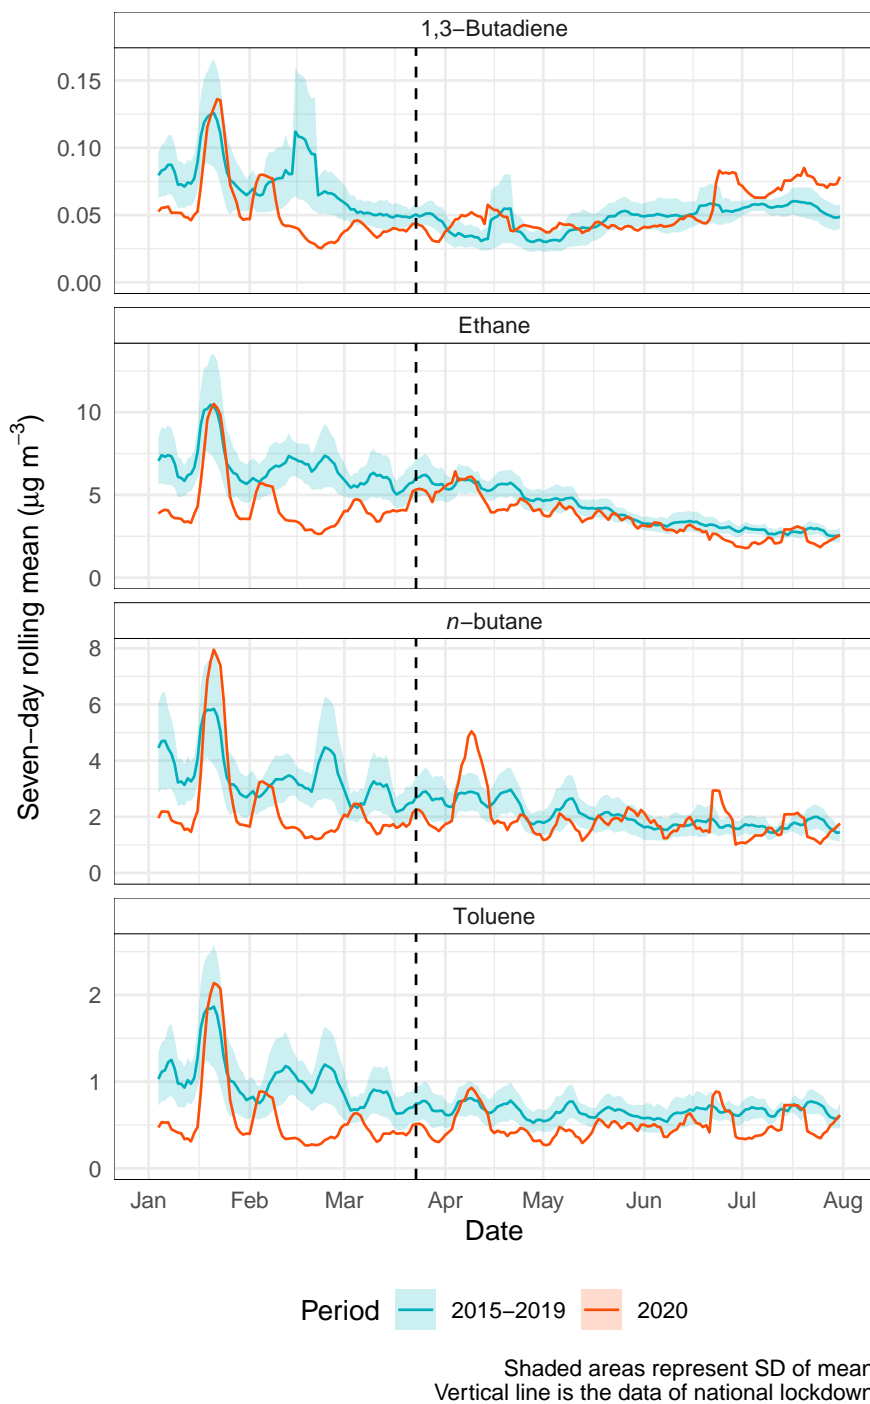 1,3−Butadiene
0.15
0.10
0.05
0.00
Ethane
10
5
0
n−butane
8
6
4
2
0
Toluene
2
1
0
Jan Feb Mar Apr May Jun Jul Aug
Date
Seven−day rolling mean (μg m⁻³)
Period 2015−2019 2020
Shaded areas represent SD of mean
Vertical line is the data of national lockdown